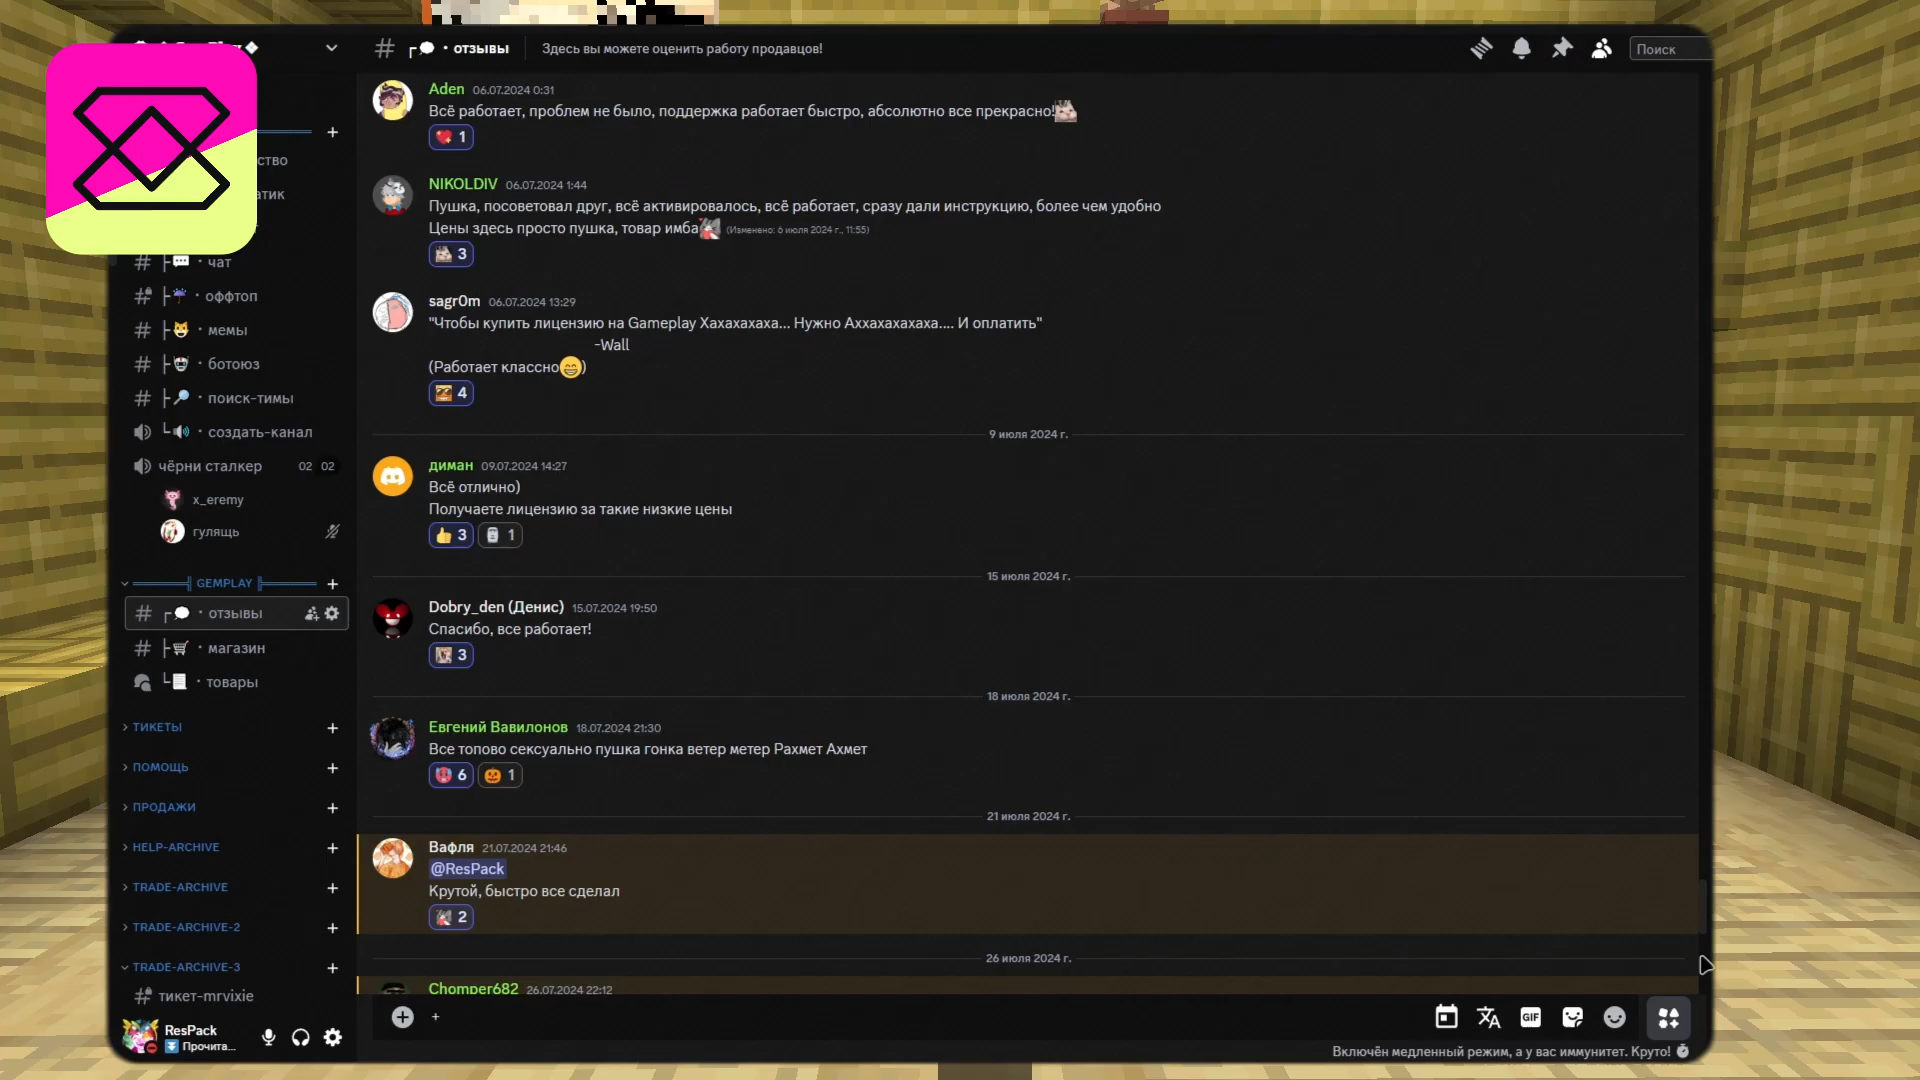 • отзывы
Здесь вы можете оценить работу продавцов!
Поиск
ство
атик
• чат
• оффтоп
• мемы
• ботоюз
• поиск-тимы
• создать-канал
чёрни сталкер 02 02
x_eremy
гулящь
GEMPLAY
• отзывы
• магазин
• товары
ТИКЕТЫ
ПОМОЩЬ
ПРОДАЖИ
HELP-ARCHIVE
TRADE-ARCHIVE
TRADE-ARCHIVE-2
TRADE-ARCHIVE-3
тикет-mrvixie
ResPack
Прочита...
Aden 06.07.2024 0:31
Всё работает, проблем не было, поддержка работает быстро, абсолютно все прекрасно!
1
NIKOLDIV 06.07.2024 1:44
Пушка, посоветовал друг, всё активировалось, всё работает, сразу дали инструкцию, более чем удобно
Цены здесь просто пушка, товар имба (Изменено: 6 июля 2024 г., 11:55)
3
sagr0m 06.07.2024 13:29
"Чтобы купить лицензию на Gameplay Хахахахаха... Нужно Аххахахахаха.... И оплатить"
-Wall
(Работает классно😁)
4
9 июля 2024 г.
диман 09.07.2024 14:27
Всё отлично)
Получаете лицензию за такие низкие цены
3 1
15 июля 2024 г.
Dobry_den (Денис) 15.07.2024 19:50
Спасибо, все работает!
3
18 июля 2024 г.
Евгений Вавилонов 18.07.2024 21:30
Все топово сексуально пушка гонка ветер метер Рахмет Ахмет
6 1
21 июля 2024 г.
Вафля 21.07.2024 21:46
@ResPack
Крутой, быстро все сделал
2
26 июля 2024 г.
Chomper682 26.07.2024 22:12
+
GIF
Включён медленный режим, а у вас иммунитет. Круто!